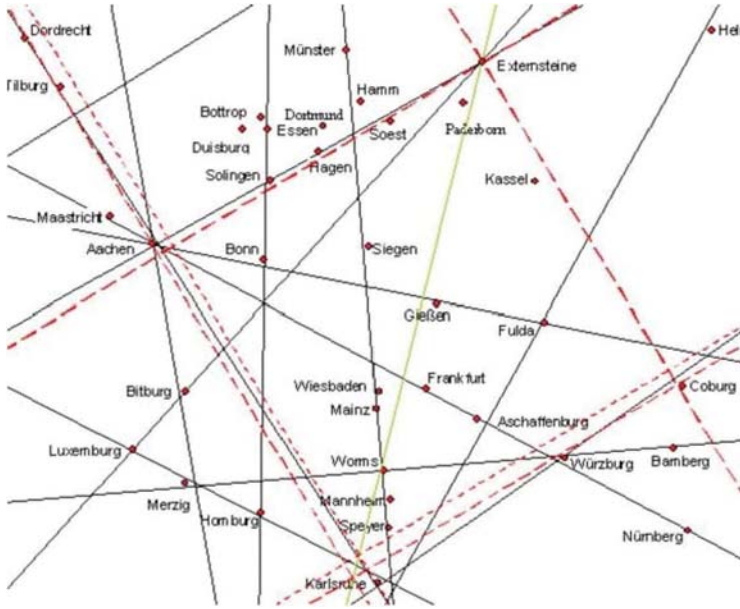 Dordrecht
Hei
Münster
Externsteine
Tilburg
Hamm
Bottrop
Dortmund
Essen
Soest
Paderborn
Duisburg
Hagen
Solingen
Kassel
Maastricht
Aachen
Bonn
Siegen
Gießen
Fulda
Bitburg
Wiesbaden
Frankfurt
Coburg
Mainz
Aschaffenburg
Luxemburg
Worms
Würzburg
Bamberg
Merzig
Mannheim
Homburg
Speyer
Nürnberg
Karlsruhe